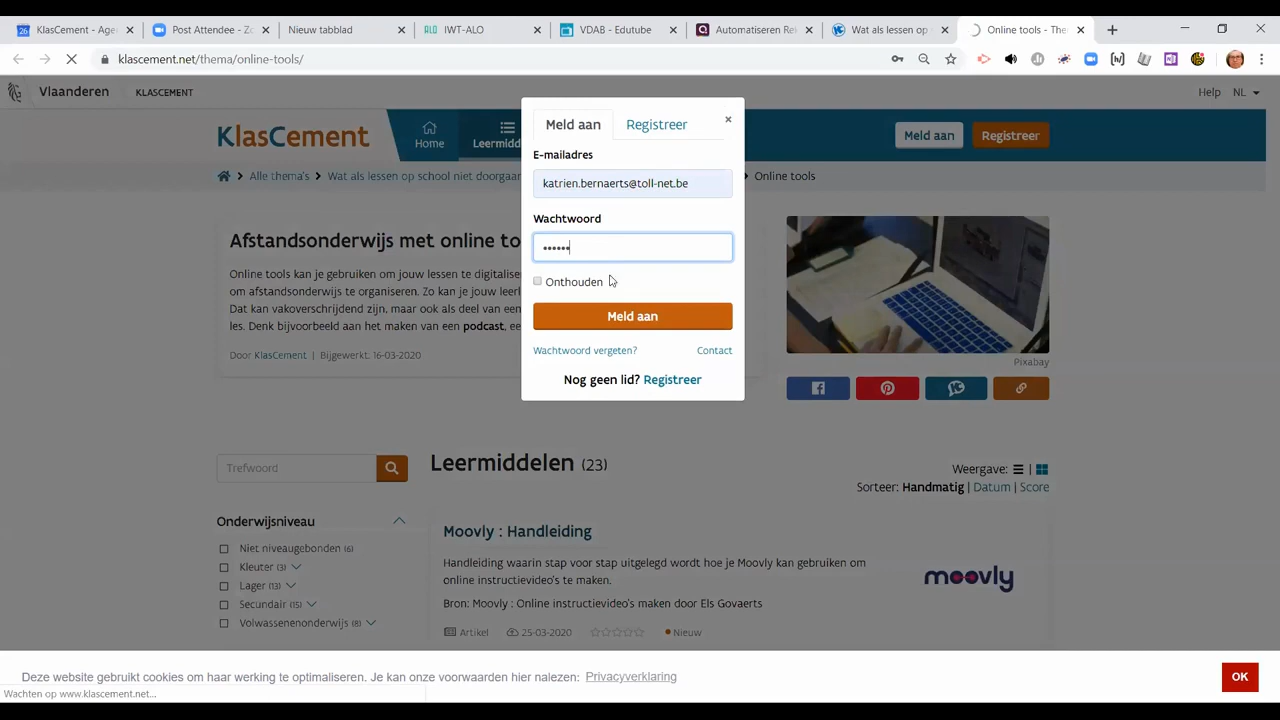 KlasCement - Age
Post Attendee - Zo
Nieuw tabblad
IWT-ALO
VDAB - Edutube
Automatiseren Rek
Wat als lessen op
Online tools - The
klascement.net/thema/online-tools/
Vlaanderen
KLASCEMENT
Help
NL
KlasCement
Home
Leermidd
Meld aan
Registreer
Alle thema's
Wat als lessen op school niet doorgaa
Online tools
Meld aan
Registreer
×
E-mailadres
katrien.bernaerts@toll-net.be
Wachtwoord
••••••
Onthouden
Meld aan
Wachtwoord vergeten?
Contact
Nog geen lid? Registreer
Afstandsonderwijs met online to
Online tools kan je gebruiken om jouw lessen te digitalise
om afstandsonderwijs te organiseren. Zo kan je jouw leerl
Dat kan vakoverschrijdend zijn, maar ook als deel van een
les. Denk bijvoorbeeld aan het maken van een podcast, e
Door KlasCement | Bijgewerkt, 16-03-2020
Pixabay
Trefwoord
Leermiddelen (23)
Weergave:
Sorteer: Handmatig | Datum | Score
Onderwijsniveau
Niet niveaugebonden (6)
Kleuter (3)
Lager (13)
Secundair (15)
Volwassenenonderwijs (8)
Moovly : Handleiding
Handleiding waarin stap voor stap uitgelegd wordt hoe je Moovly kan gebruiken om
online instructievideo's te maken.
Bron: Moovly : Online instructievideo's maken door Els Govaerts
Artikel
25-03-2020
Nieuw
moovly
Deze website gebruikt cookies om haar werking te optimaliseren. Je kan onze voorwaarden hier nalezen: Privacyverklaring
OK
Wachten op www.klascement.net...